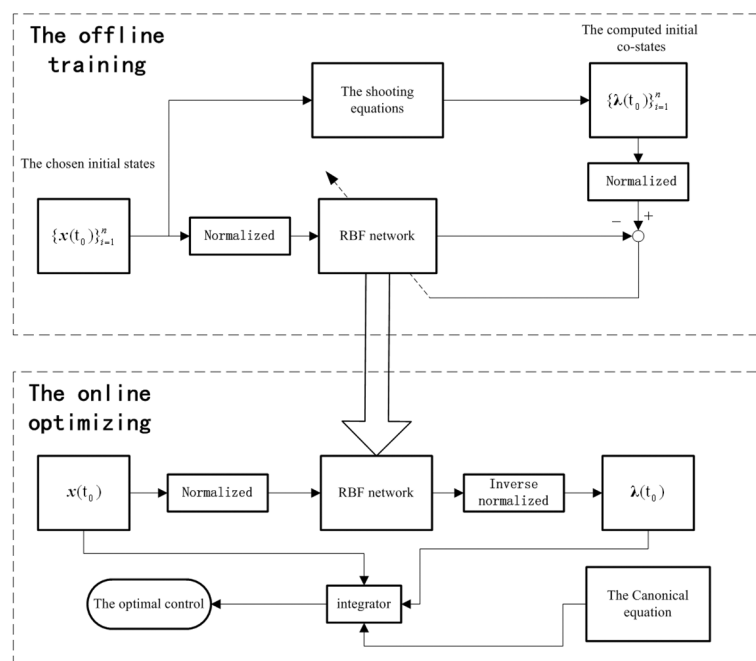 The offline
training
The computed initial
co-states
The shooting
equations
{λ(t₀)}ⁿᵢ₌₁
The chosen initial states
Normalized
{x(t₀)}ⁿᵢ₌₁
Normalized
RBF network
− +
The online
optimizing
x(t₀)
Normalized
RBF network
Inverse
normalized
λ(t₀)
The optimal control
integrator
The Canonical
equation